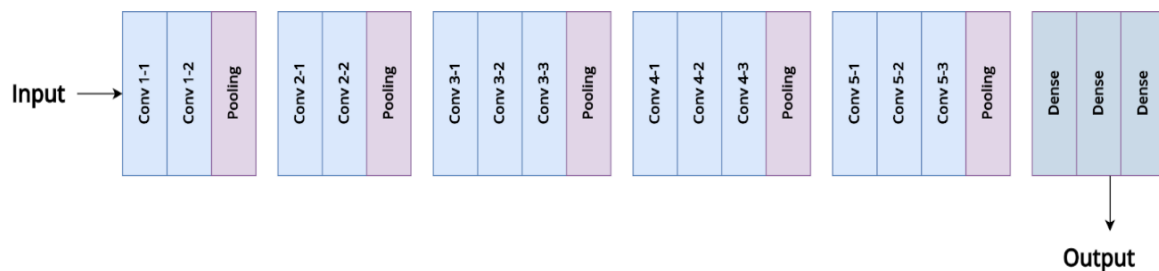 Input
Conv 1-1
Conv 1-2
Pooling
Conv 2-1
Conv 2-2
Pooling
Conv 3-1
Conv 3-2
Conv 3-3
Pooling
Conv 4-1
Conv 4-2
Conv 4-3
Pooling
Conv 5-1
Conv 5-2
Conv 5-3
Pooling
Dense
Dense
Dense
Output